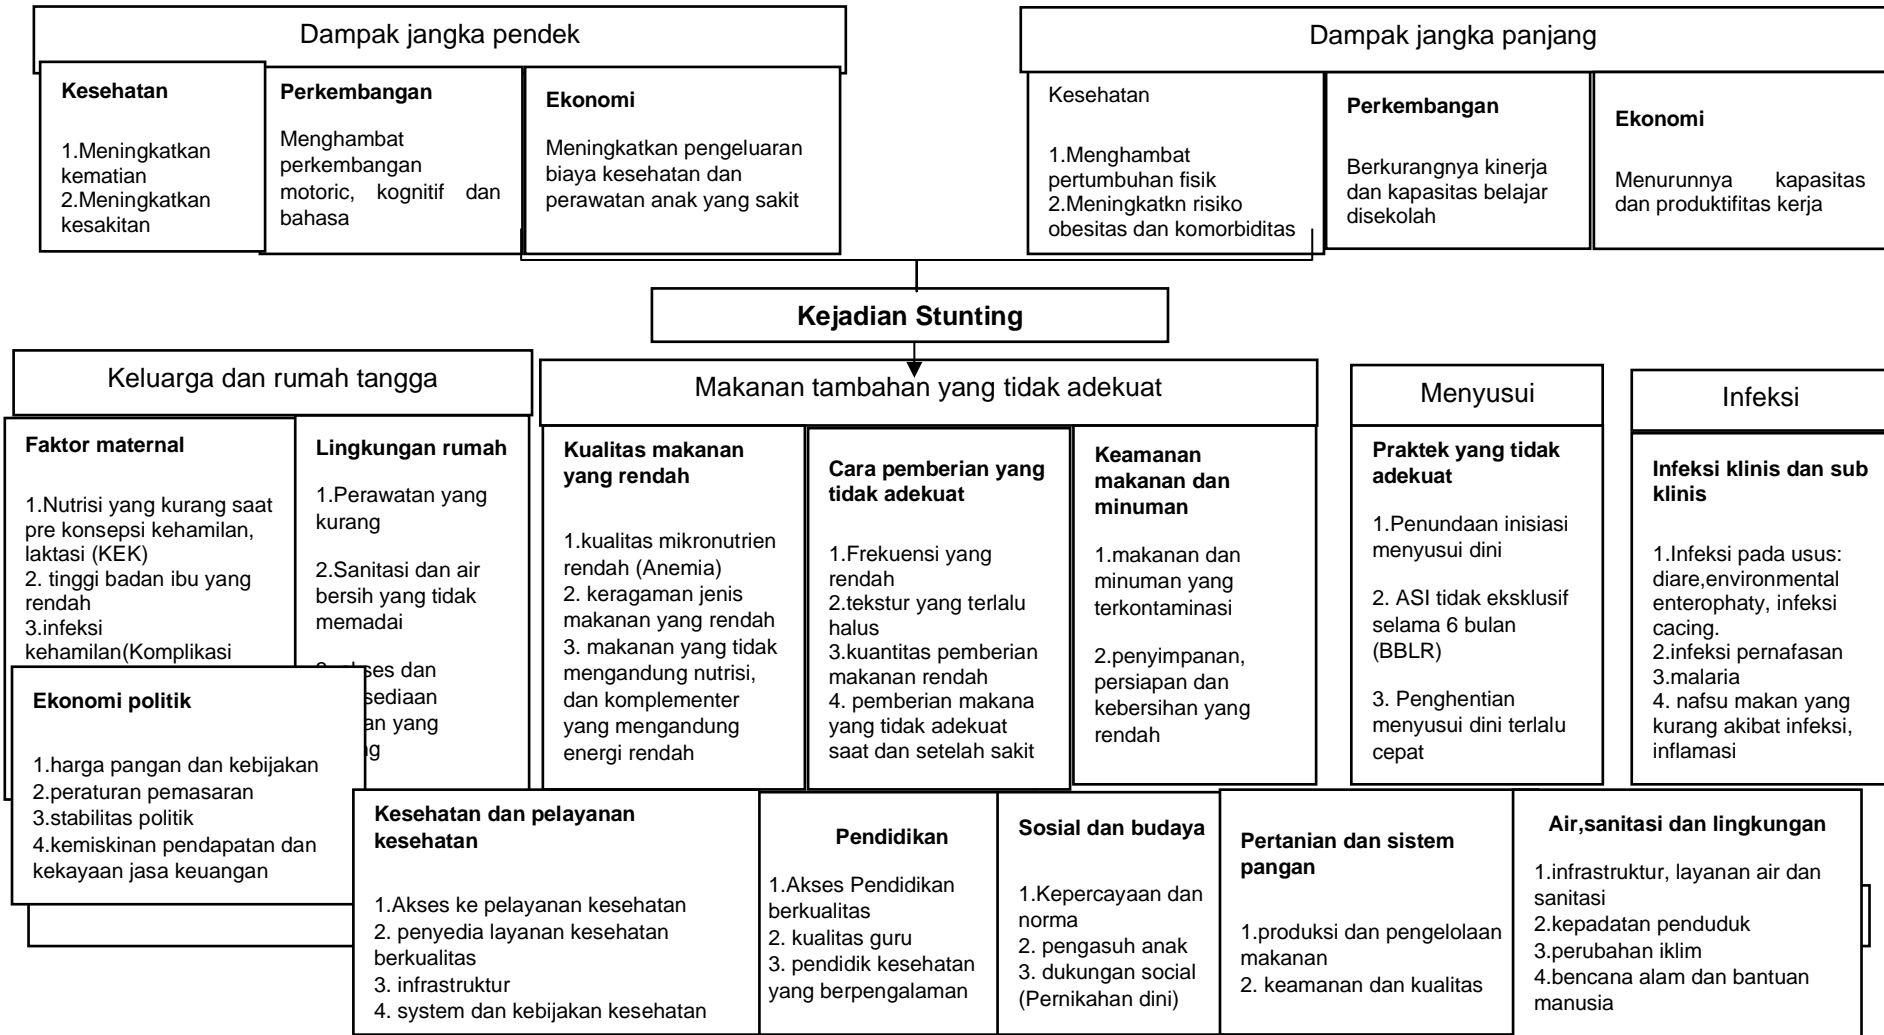 Dampak jangka pendek
Kesehatan
1.Meningkatkan
kematian
2.Meningkatkan
kesakitan
Perkembangan
Menghambat
perkembangan
motoric, kognitif dan
bahasa
Ekonomi
Meningkatkan pengeluaran
biaya kesehatan dan
perawatan anak yang sakit
Dampak jangka panjang
Kesehatan
1.Menghambat
pertumbuhan fisik
2.Meningkatkn risiko
obesitas dan komorbiditas
Perkembangan
Berkurangnya kinerja
dan kapasitas belajar
disekolah
Ekonomi
Menurunnya kapasitas
dan produktifitas kerja
Kejadian Stunting
Keluarga dan rumah tangga
Faktor maternal
1.Nutrisi yang kurang saat
pre konsepsi kehamilan,
laktasi (KEK)
2. tinggi badan ibu yang
rendah
3.infeksi
kehamilan(Komplikasi
Lingkungan rumah
1.Perawatan yang
kurang
2.Sanitasi dan air
bersih yang tidak
memadai
dan
yang
Makanan tambahan yang tidak adekuat
Kualitas makanan
yang rendah
1.kualitas mikronutrien
rendah (Anemia)
2. keragaman jenis
makanan yang rendah
3. makanan yang tidak
mengandung nutrisi,
dan komplementer
yang mengandung
energi rendah
Cara pemberian yang
tidak adekuat
1.Frekuensi yang
rendah
2.tekstur yang terlalu
halus
3.kuantitas pemberian
makanan rendah
4. pemberian makana
yang tidak adekuat
saat dan setelah sakit
Keamanan
makanan dan
minuman
1.makanan dan
minuman yang
terkontaminasi
2.penyimpanan,
persiapan dan
kebersihan yang
rendah
Menyusui
Praktek yang tidak
adekuat
1.Penundaan inisiasi
menyusui dini
2. ASI tidak eksklusif
selama 6 bulan
(BBLR)
3. Penghentian
menyusui dini terlalu
cepat
Infeksi
Infeksi klinis dan sub
klinis
1.Infeksi pada usus:
diare,environmental
enterophaty, infeksi
cacing.
2.infeksi pernafasan
3.malaria
4. nafsu makan yang
kurang akibat infeksi,
inflamasi
Ekonomi politik
1.harga pangan dan kebijakan
2.peraturan pemasaran
3.stabilitas politik
4.kemiskinan pendapatan dan
kekayaan jasa keuangan
Kesehatan dan pelayanan
kesehatan
1.Akses ke pelayanan kesehatan
2. penyedia layanan kesehatan
berkualitas
3. infrastruktur
4. system dan kebijakan kesehatan
Pendidikan
1.Akses Pendidikan
berkualitas
2. kualitas guru
3. pendidik kesehatan
yang berpengalaman
Sosial dan budaya
1.Kepercayaan dan
norma
2. pengasuh anak
3. dukungan social
(Pernikahan dini)
Pertanian dan sistem
pangan
1.produksi dan pengelolaan
makanan
2. keamanan dan kualitas
Air,sanitasi dan lingkungan
1.infrastruktur, layanan air dan
sanitasi
2.kepadatan penduduk
3.perubahan iklim
4.bencana alam dan bantuan
manusia